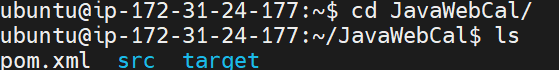 ubuntu@ip-172-31-24-177:~$ cd JavaWebCal/
ubuntu@ip-172-31-24-177:~/JavaWebCal$ ls
pom.xml  src  target